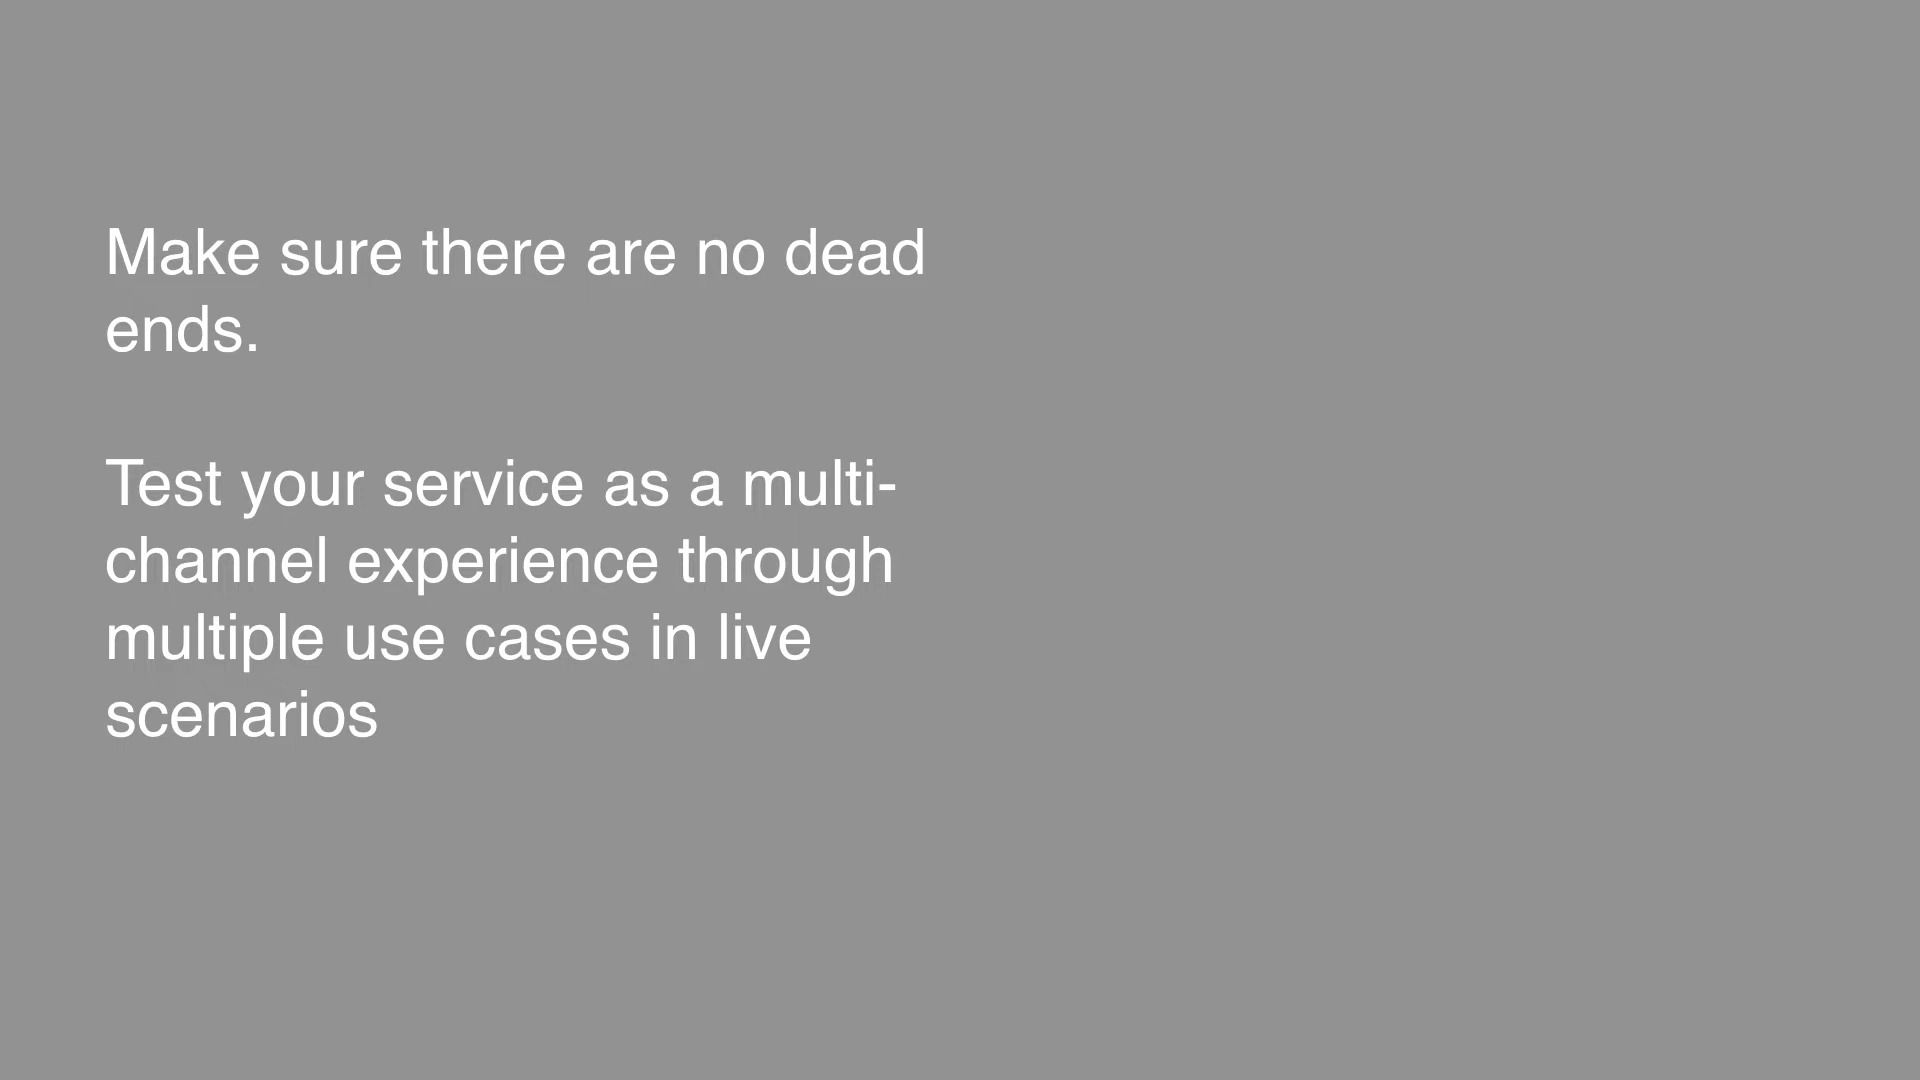 Make sure there are no dead
ends.
Test your service as a multi-
channel experience through
multiple use cases in live
scenarios